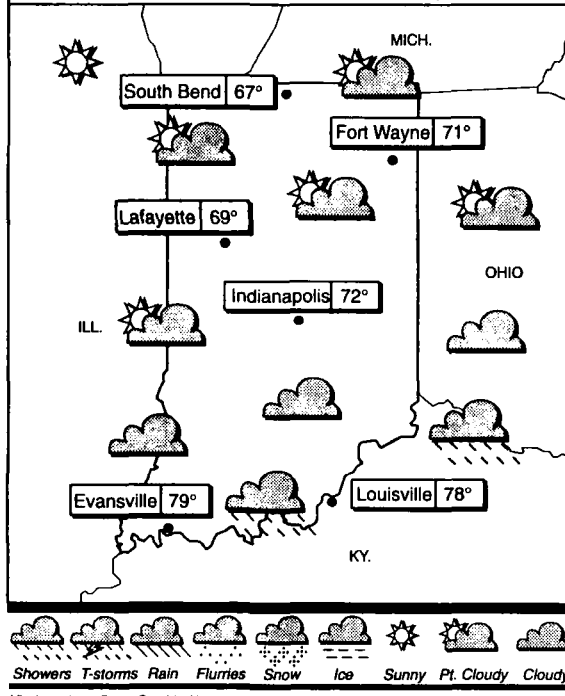 MICH.
South Bend 67°
Fort Wayne 71°
Lafayette 69°
OHIO
Indianapolis 72°
ILL.
Evansville 79°
Louisville 78°
KY.
Showers T-storms Rain Flurries Snow Ice Sunny Pt. Cloudy Cloudy